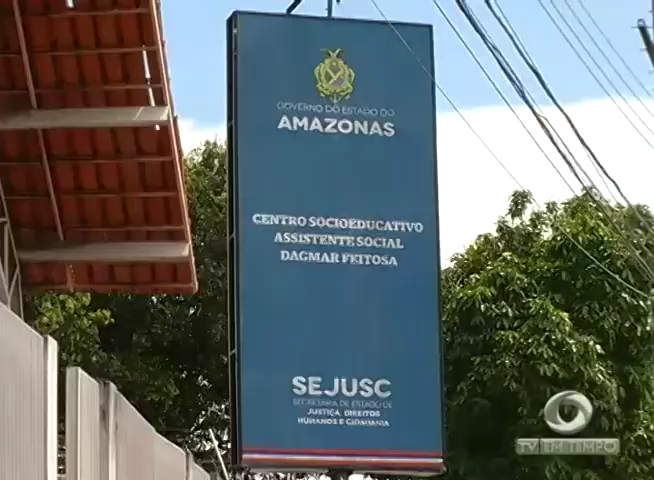 GOVERNO DO ESTADO DO
AMAZONAS
CENTRO SOCIOEDUCATIVO
ASSISTENTE SOCIAL
DAGMAR FEITOSA
SEJUSC
SECRETARIA DE ESTADO DE
JUSTIÇA, DIREITOS
HUMANOS E CIDADANIA
TV EM TEMPO